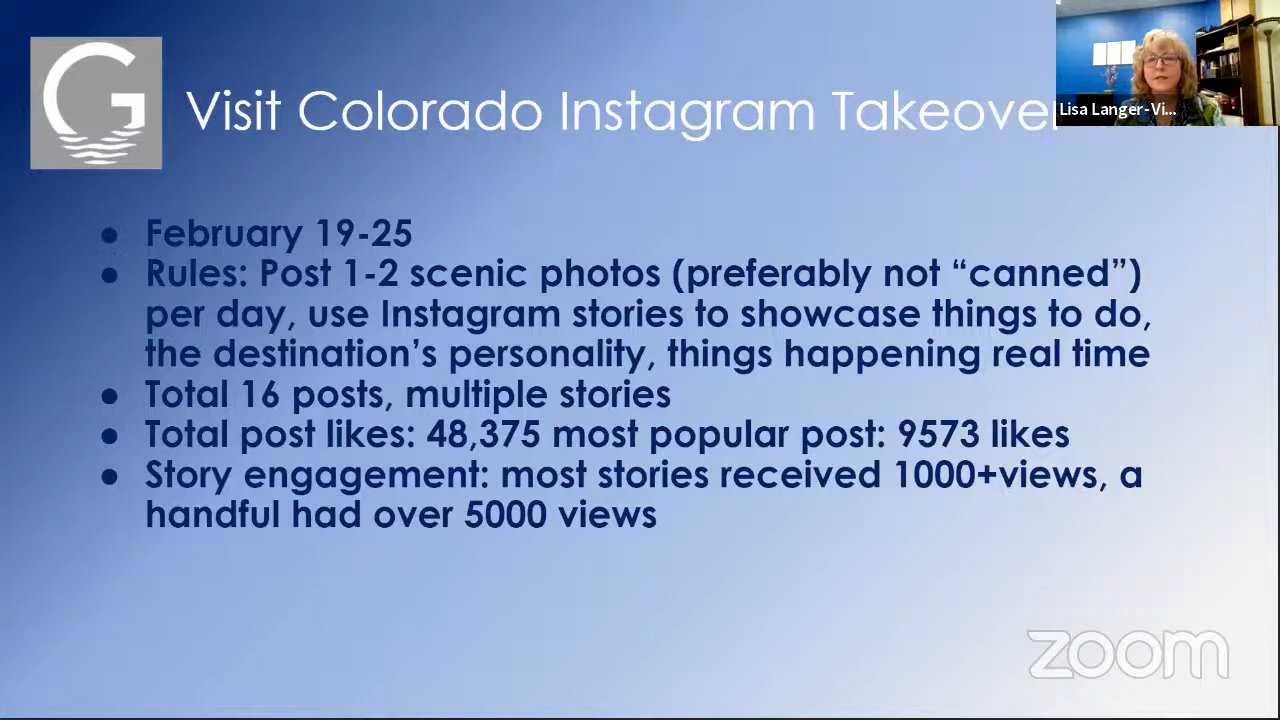 G
Visit Colorado Instagram Takeover
Lisa Langer-Vi...
● February 19-25
● Rules: Post 1-2 scenic photos (preferably not “canned”)
per day, use Instagram stories to showcase things to do,
the destination’s personality, things happening real time
● Total 16 posts, multiple stories
● Total post likes: 48,375 most popular post: 9573 likes
● Story engagement: most stories received 1000+views, a
handful had over 5000 views
zoom